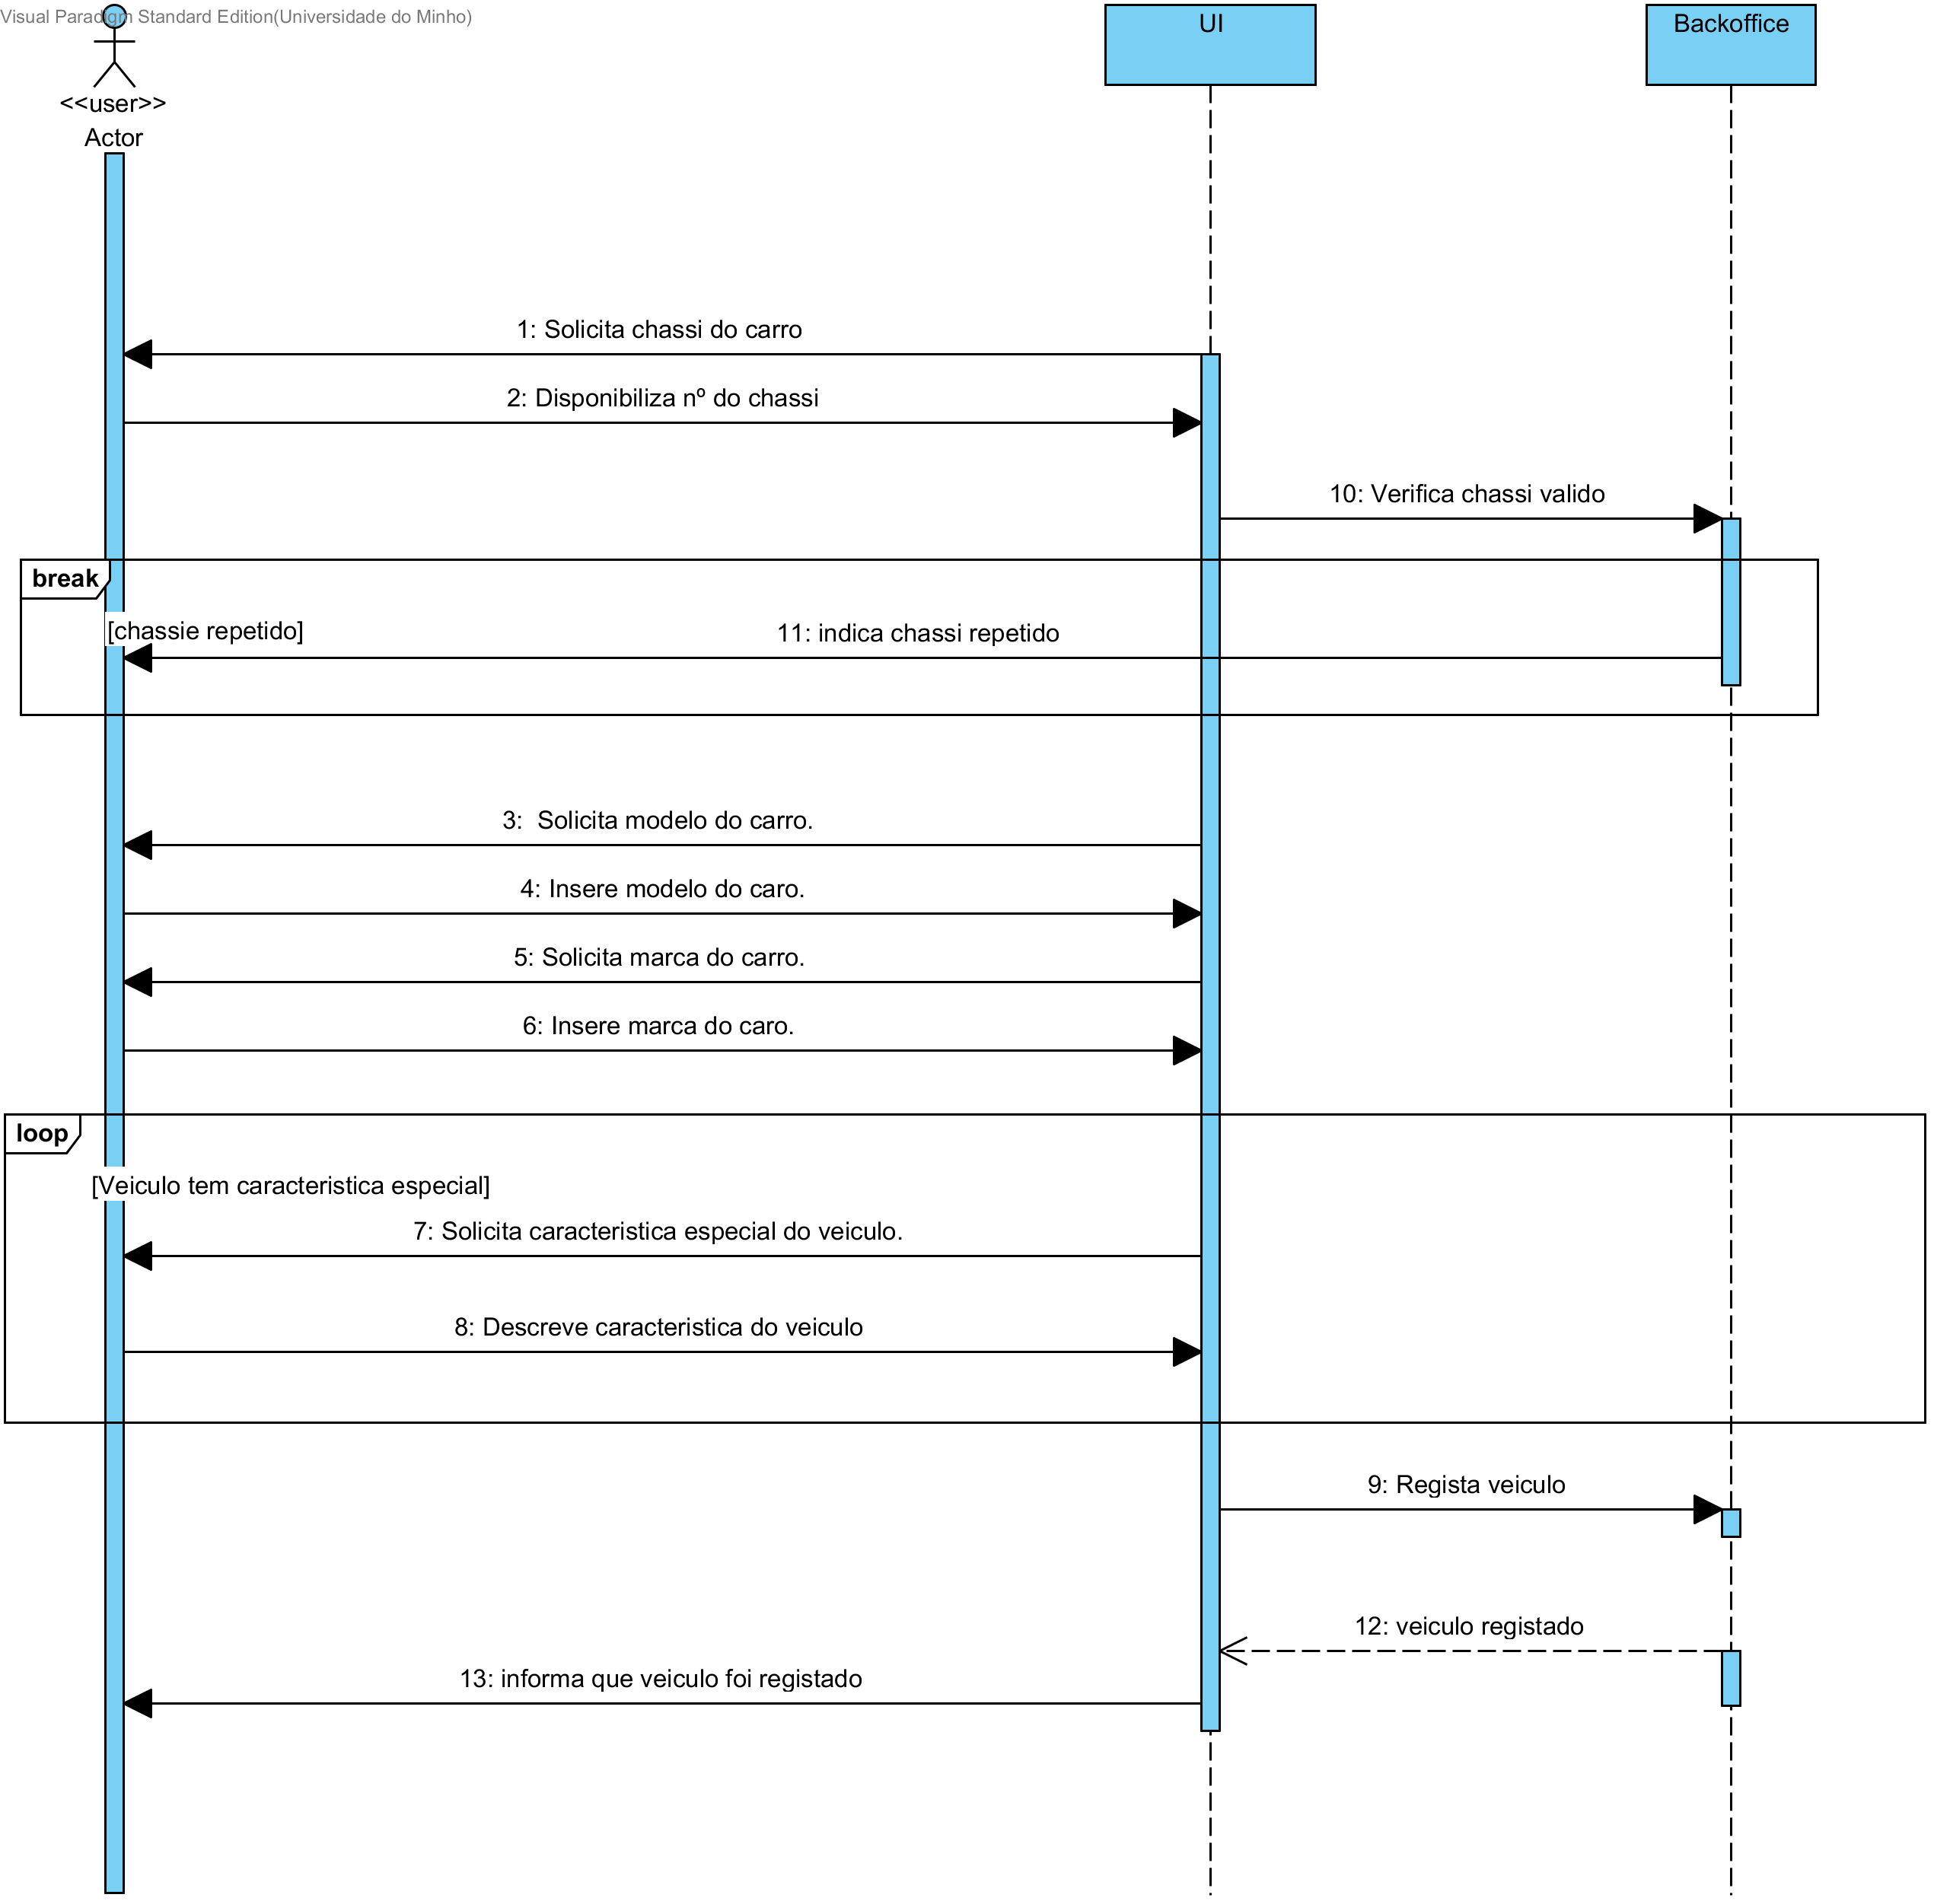 Visual Paradigm Standard Edition(Universidade do Minho)
<<user>>
Actor
UI
Backoffice
1: Solicita chassi do carro
2: Disponibiliza nº do chassi
10: Verifica chassi valido
break
[chassie repetido]
11: indica chassi repetido
3:  Solicita modelo do carro.
4: Insere modelo do caro.
5: Solicita marca do carro.
6: Insere marca do caro.
loop
[Veiculo tem caracteristica especial]
7: Solicita caracteristica especial do veiculo.
8: Descreve caracteristica do veiculo
9: Regista veiculo
12: veiculo registado
13: informa que veiculo foi registado